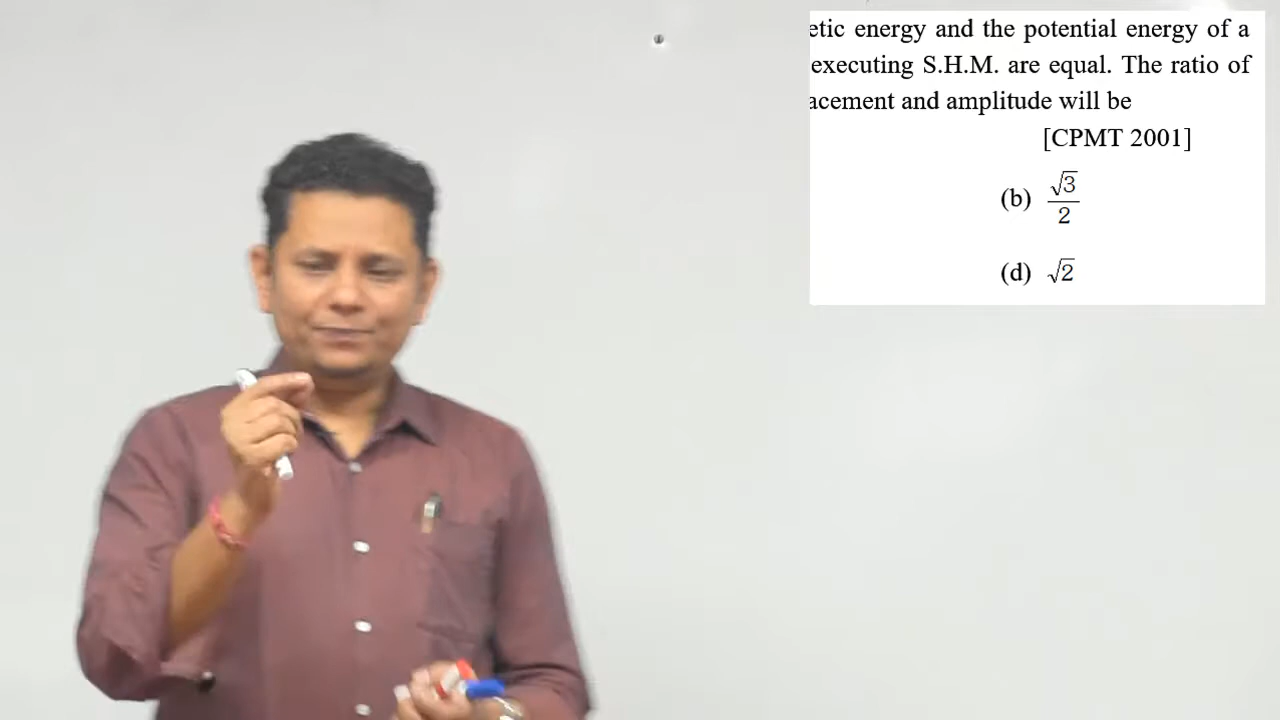 etic energy and the potential energy of a
executing S.H.M. are equal. The ratio of
acement and amplitude will be
[CPMT 2001]
(b) √3/2
(d) √2